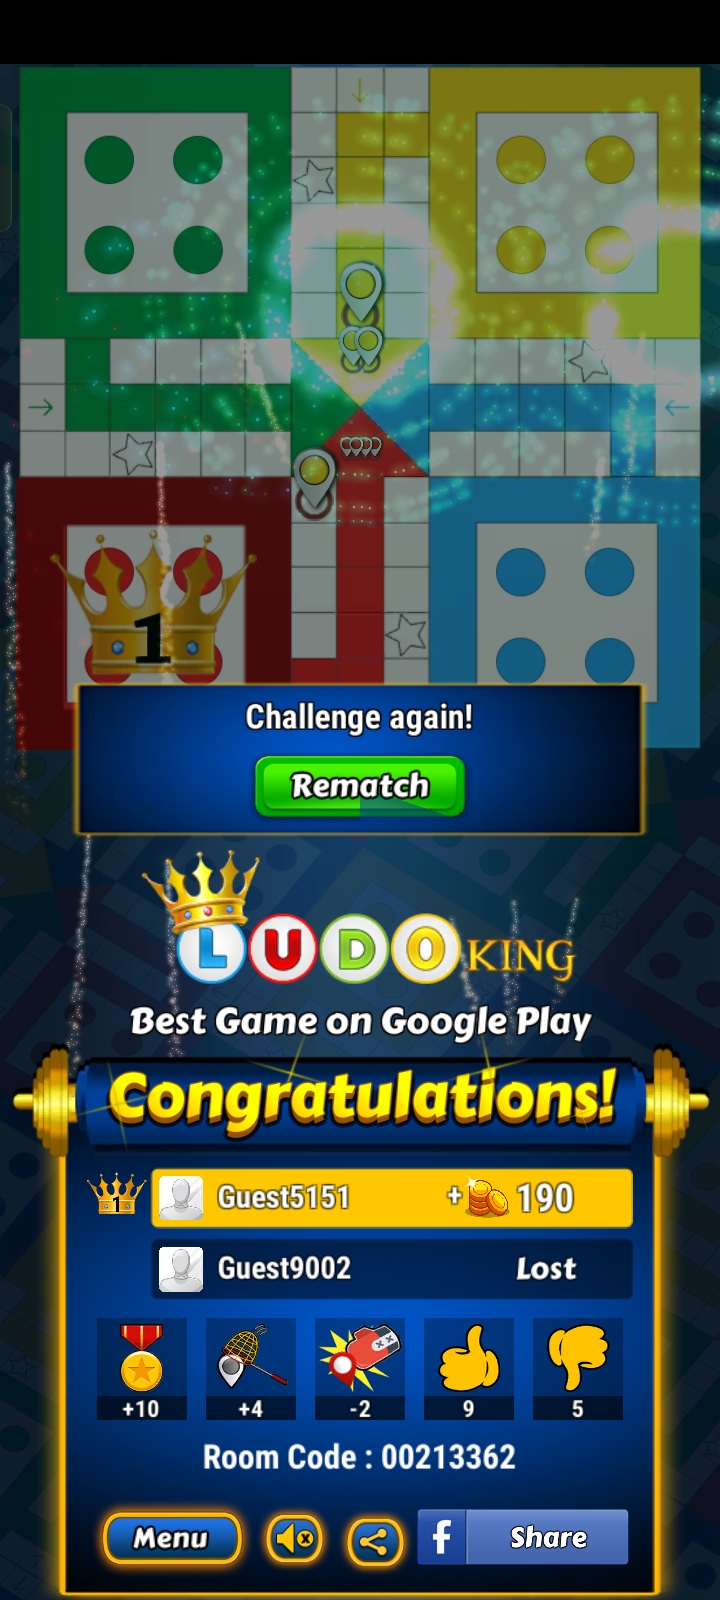 1
Challenge again!
Rematch
LUDO KING
Best Game on Google Play
Congratulations!
1 Guest5151 + 190
Guest9002 Lost
+10 +4 -2 9 5
Room Code : 00213362
Menu f Share